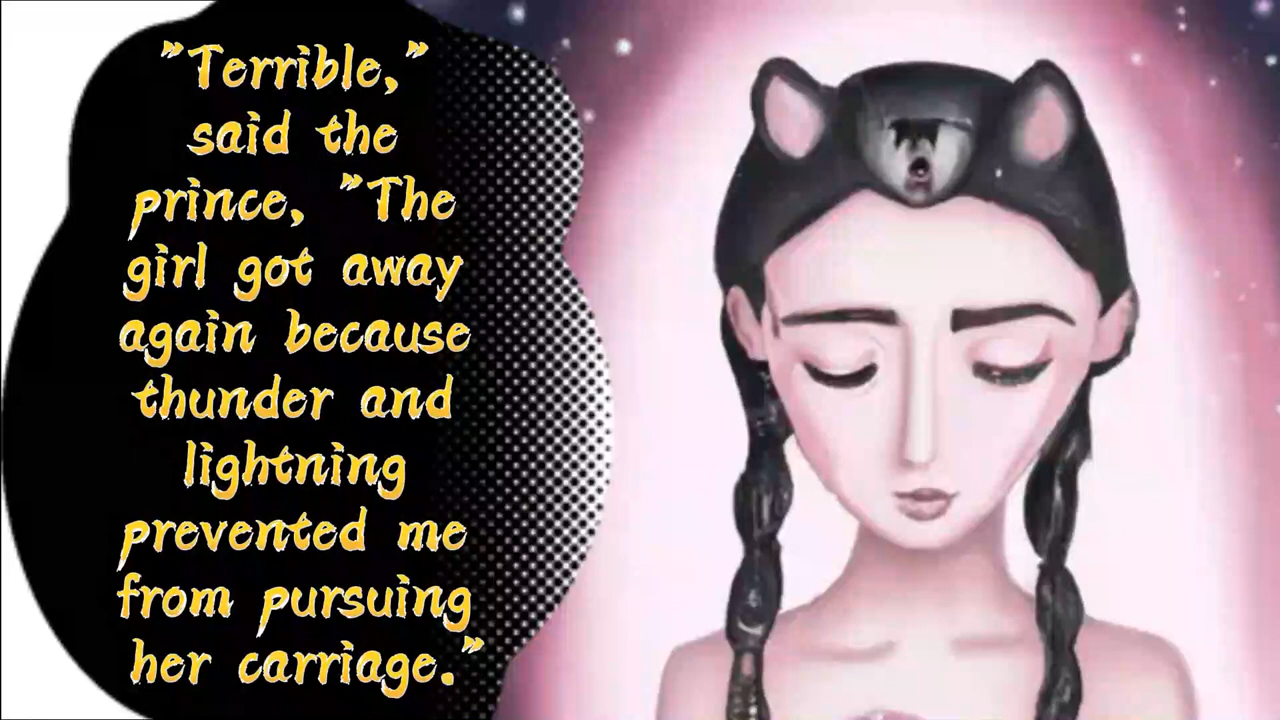 "Terrible,"
said the
prince, "The
girl got away
again because
thunder and
lightning
prevented me
from pursuing
her carriage."